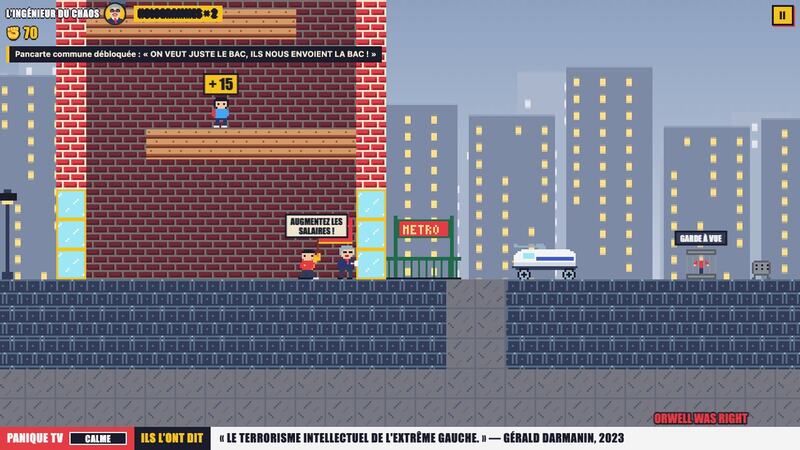 L'INGÉNIEUR DU CHAOS
HOLOGRAMMES × 2
70
Pancarte commune débloquée : « ON VEUT JUSTE LE BAC, ILS NOUS ENVOIENT LA BAC ! »
+15
AUGMENTEZ LES
SALAIRES !
METRO
GARDE À VUE
ORWELL WAS RIGHT
PANIQUE TV
CALME
ILS L'ONT DIT
« LE TERRORISME INTELLECTUEL DE L'EXTRÊME GAUCHE. » — GÉRALD DARMANIN, 2023